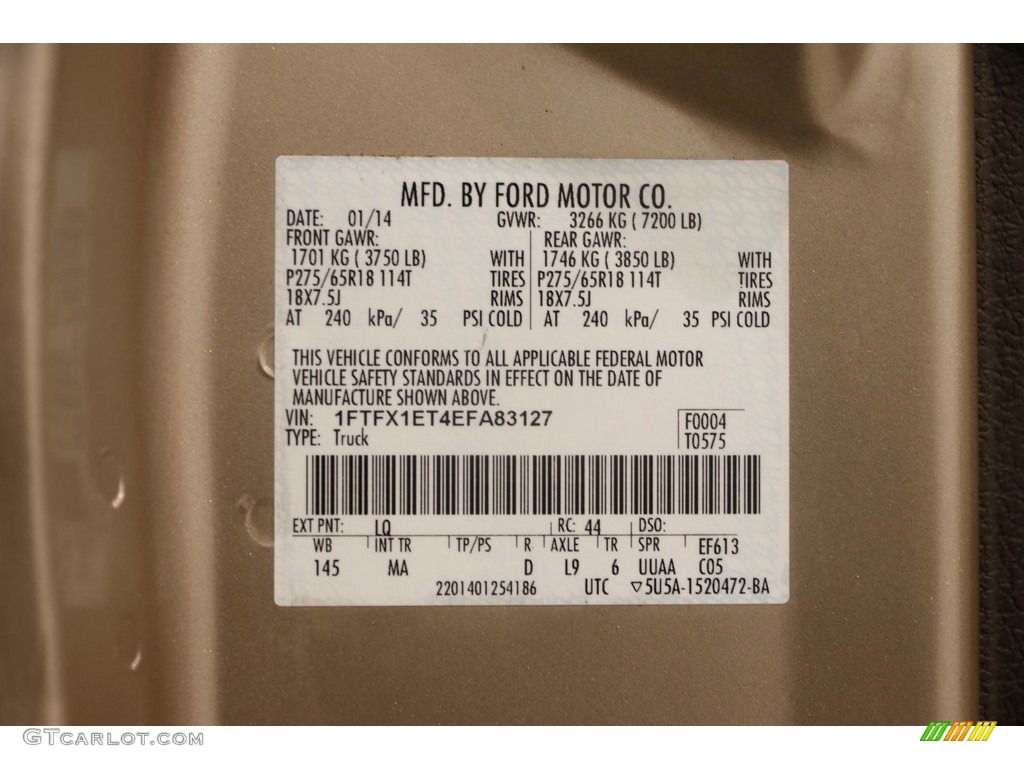 MFD. BY FORD MOTOR CO.
DATE: 01/14 GVWR: 3266 KG ( 7200 LB)
FRONT GAWR: REAR GAWR:
1701 KG ( 3750 LB) WITH 1746 KG ( 3850 LB) WITH
P275/65R18 114T TIRES P275/65R18 114T TIRES
18X7.5J RIMS 18X7.5J RIMS
AT 240 kPa/ 35 PSI COLD AT 240 kPa/ 35 PSI COLD
THIS VEHICLE CONFORMS TO ALL APPLICABLE FEDERAL MOTOR
VEHICLE SAFETY STANDARDS IN EFFECT ON THE DATE OF
MANUFACTURE SHOWN ABOVE.
VIN: 1FTFX1ET4EFA83127 F0004
TYPE: Truck T0575
EXT PNT: LQ RC: 44 DSO:
WB INT TR TP/PS R AXLE TR SPR EF613
145 MA D L9 6 UUAA C05
2201401254186 UTC ▽5U5A-1520472-BA
GTCARLOT.COM